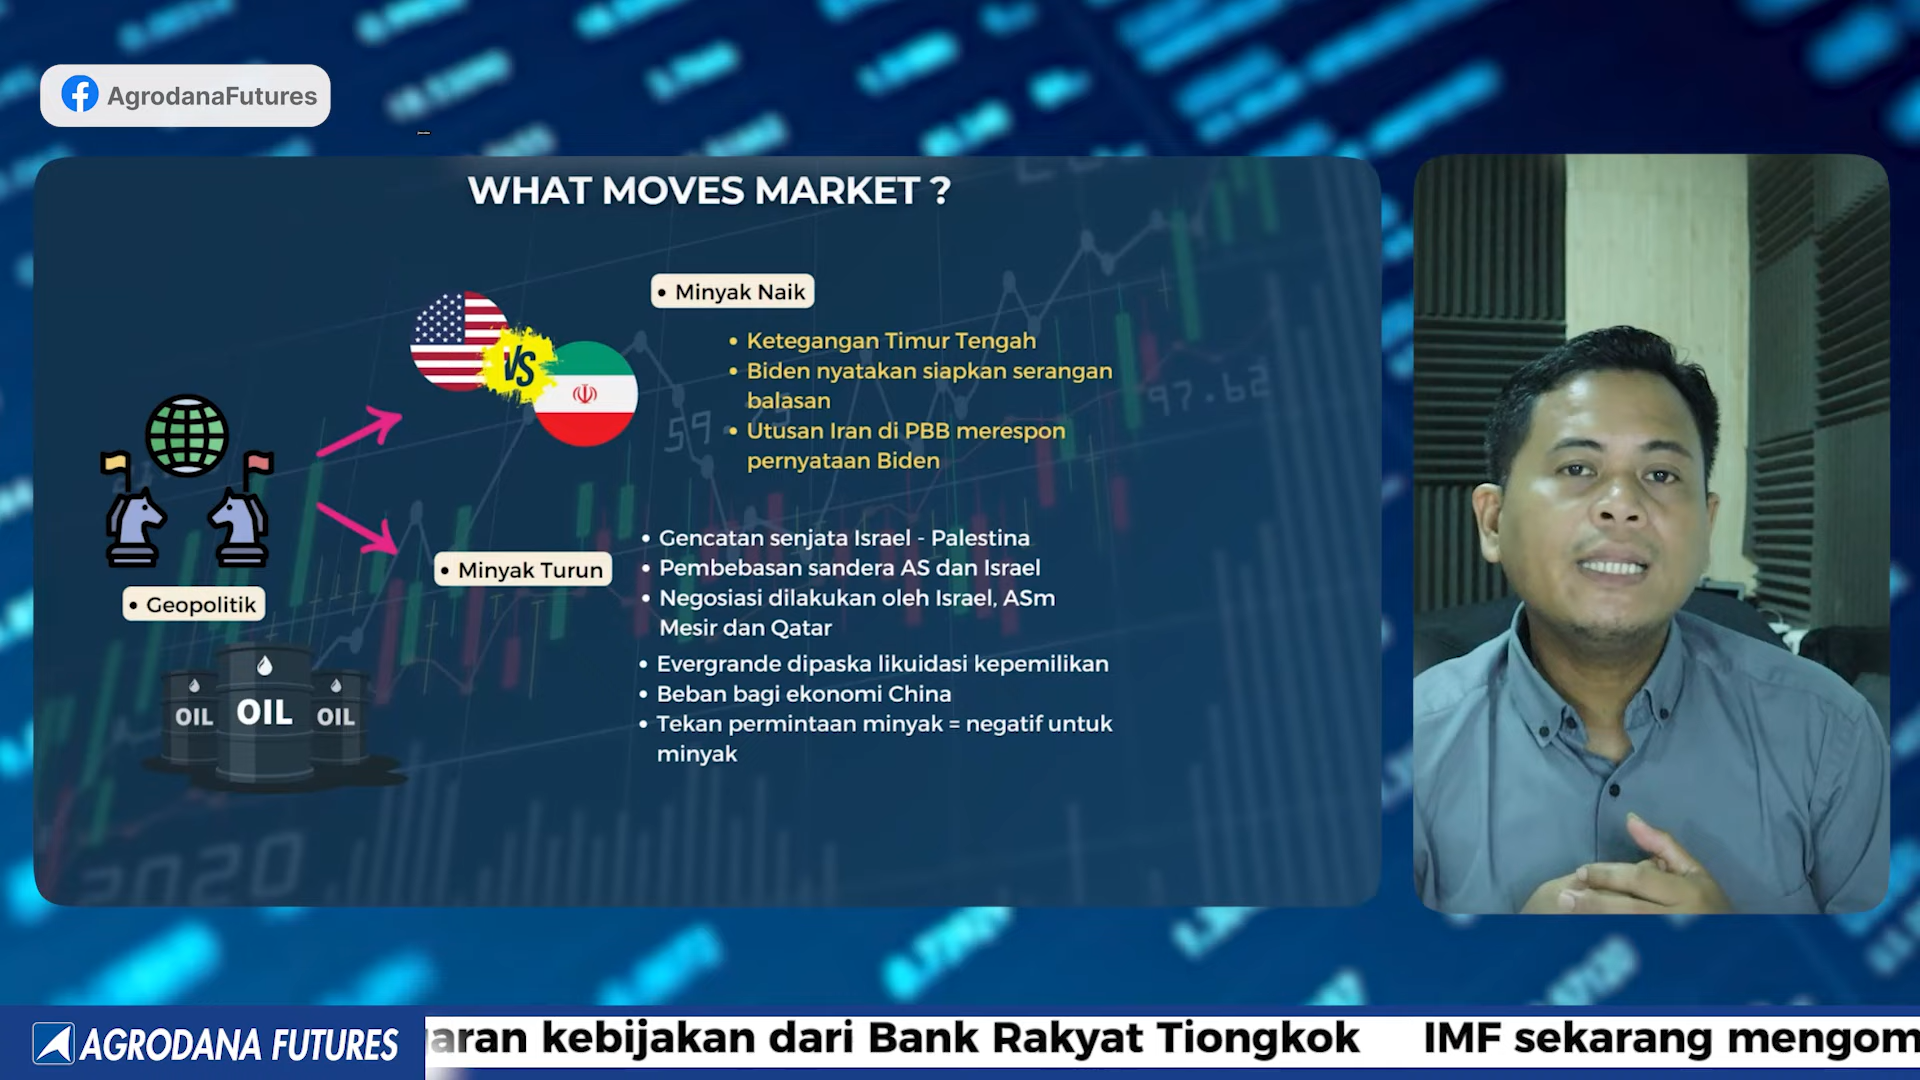 AgrodanaFutures
WHAT MOVES MARKET ?
• Minyak Naik
• Ketegangan Timur Tengah
• Biden nyatakan siapkan serangan
balasan
• Utusan Iran di PBB merespon
pernyataan Biden
VS
• Geopolitik
• Minyak Turun
• Gencatan senjata Israel - Palestina
• Pembebasan sandera AS dan Israel
• Negosiasi dilakukan oleh Israel, ASm
Mesir dan Qatar
• Evergrande dipaska likuidasi kepemilikan
• Beban bagi ekonomi China
• Tekan permintaan minyak = negatif untuk
minyak
OIL OIL OIL
97.62
2020
AGRODANA FUTURES
aran kebijakan dari Bank Rakyat Tiongkok IMF sekarang mengom